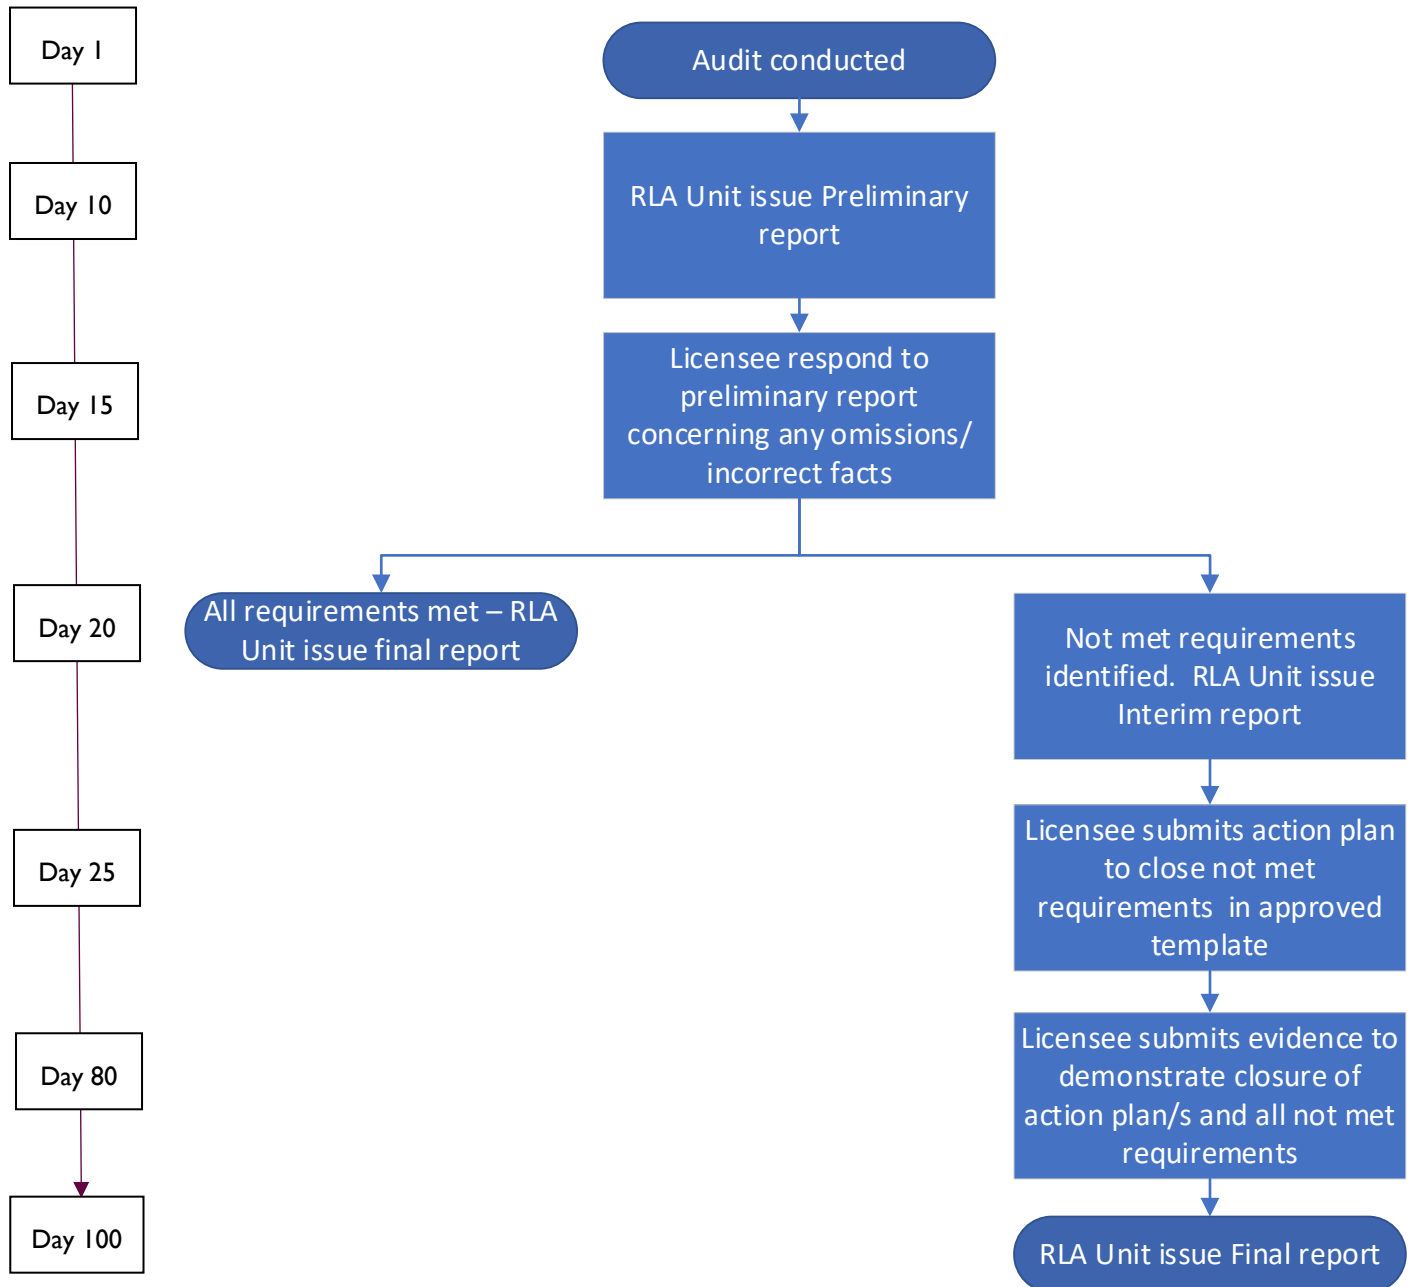 Day 1
Audit conducted
Day 10
RLA Unit issue Preliminary
report
Day 15
Licensee respond to
preliminary report
concerning any omissions/
incorrect facts
Day 20
All requirements met – RLA
Unit issue final report
Not met requirements
identified.  RLA Unit issue
Interim report
Day 25
Licensee submits action plan
to close not met
requirements  in approved
template
Day 80
Licensee submits evidence to
demonstrate closure of
action plan/s and all not met
requirements
Day 100
RLA Unit issue Final report